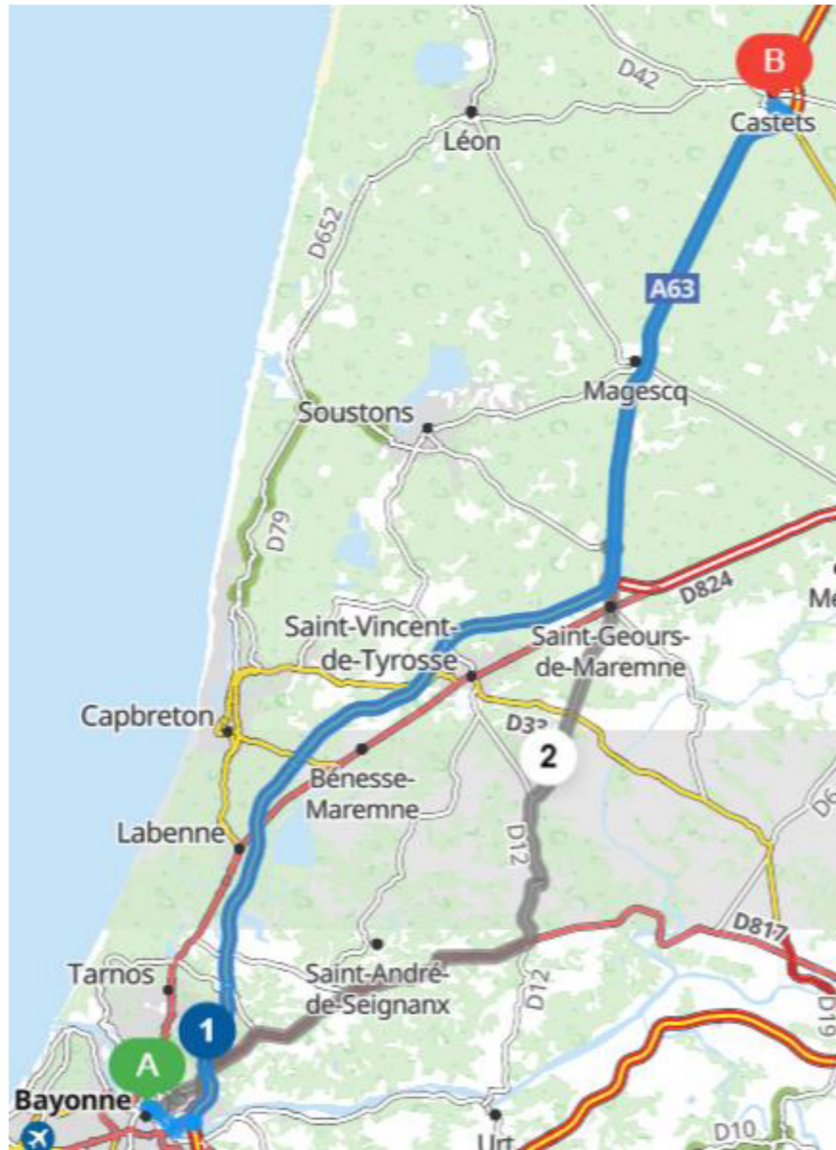 B
D42
Castets
Léon
D652
A63
Magescq
Soustons
D79
D824
Saint-Vincent-
de-Tyrosse
Saint-Geours-
de-Maremne
Capbreton
D33
2
Bénesse-
Maremne
Labenne
D12
D817
Tarnos
Saint-André-
de-Seignanx
D12
D19
1
A
Bayonne
Urt
D10